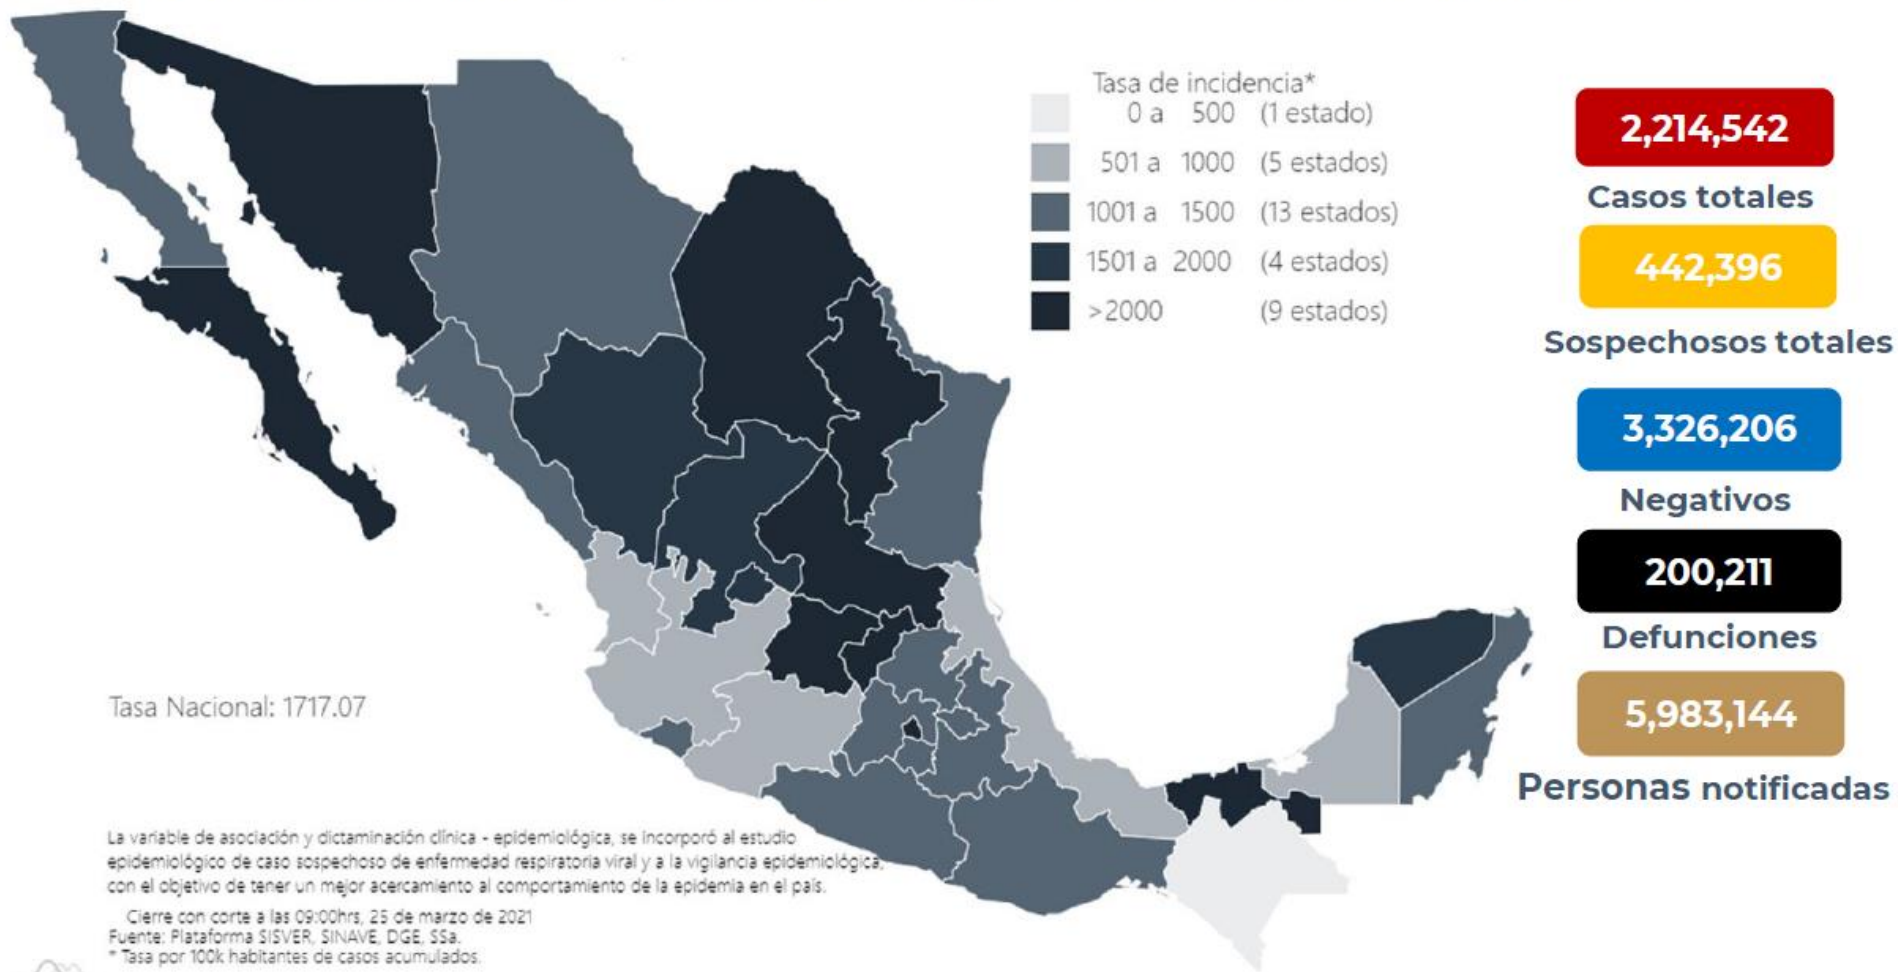 Tasa de incidencia*
0 a 500 (1 estado)
501 a 1000 (5 estados)
1001 a 1500 (13 estados)
1501 a 2000 (4 estados)
>2000 (9 estados)
2,214,542
Casos totales
442,396
Sospechosos totales
3,326,206
Negativos
200,211
Defunciones
5,983,144
Personas notificadas
Tasa Nacional: 1717.07
La variable de asociación y dictaminación clínica - epidemiológica, se incorporó al estudio
epidemiológico de caso sospechoso de enfermedad respiratoria viral y a la vigilancia epidemiológica,
con el objetivo de tener un mejor acercamiento al comportamiento de la epidemia en el país.
Cierre con corte a las 09:00hrs, 25 de marzo de 2021
Fuente: Plataforma SISVER, SINAVE, DGE, SSa.
* Tasa por 100k habitantes de casos acumulados.